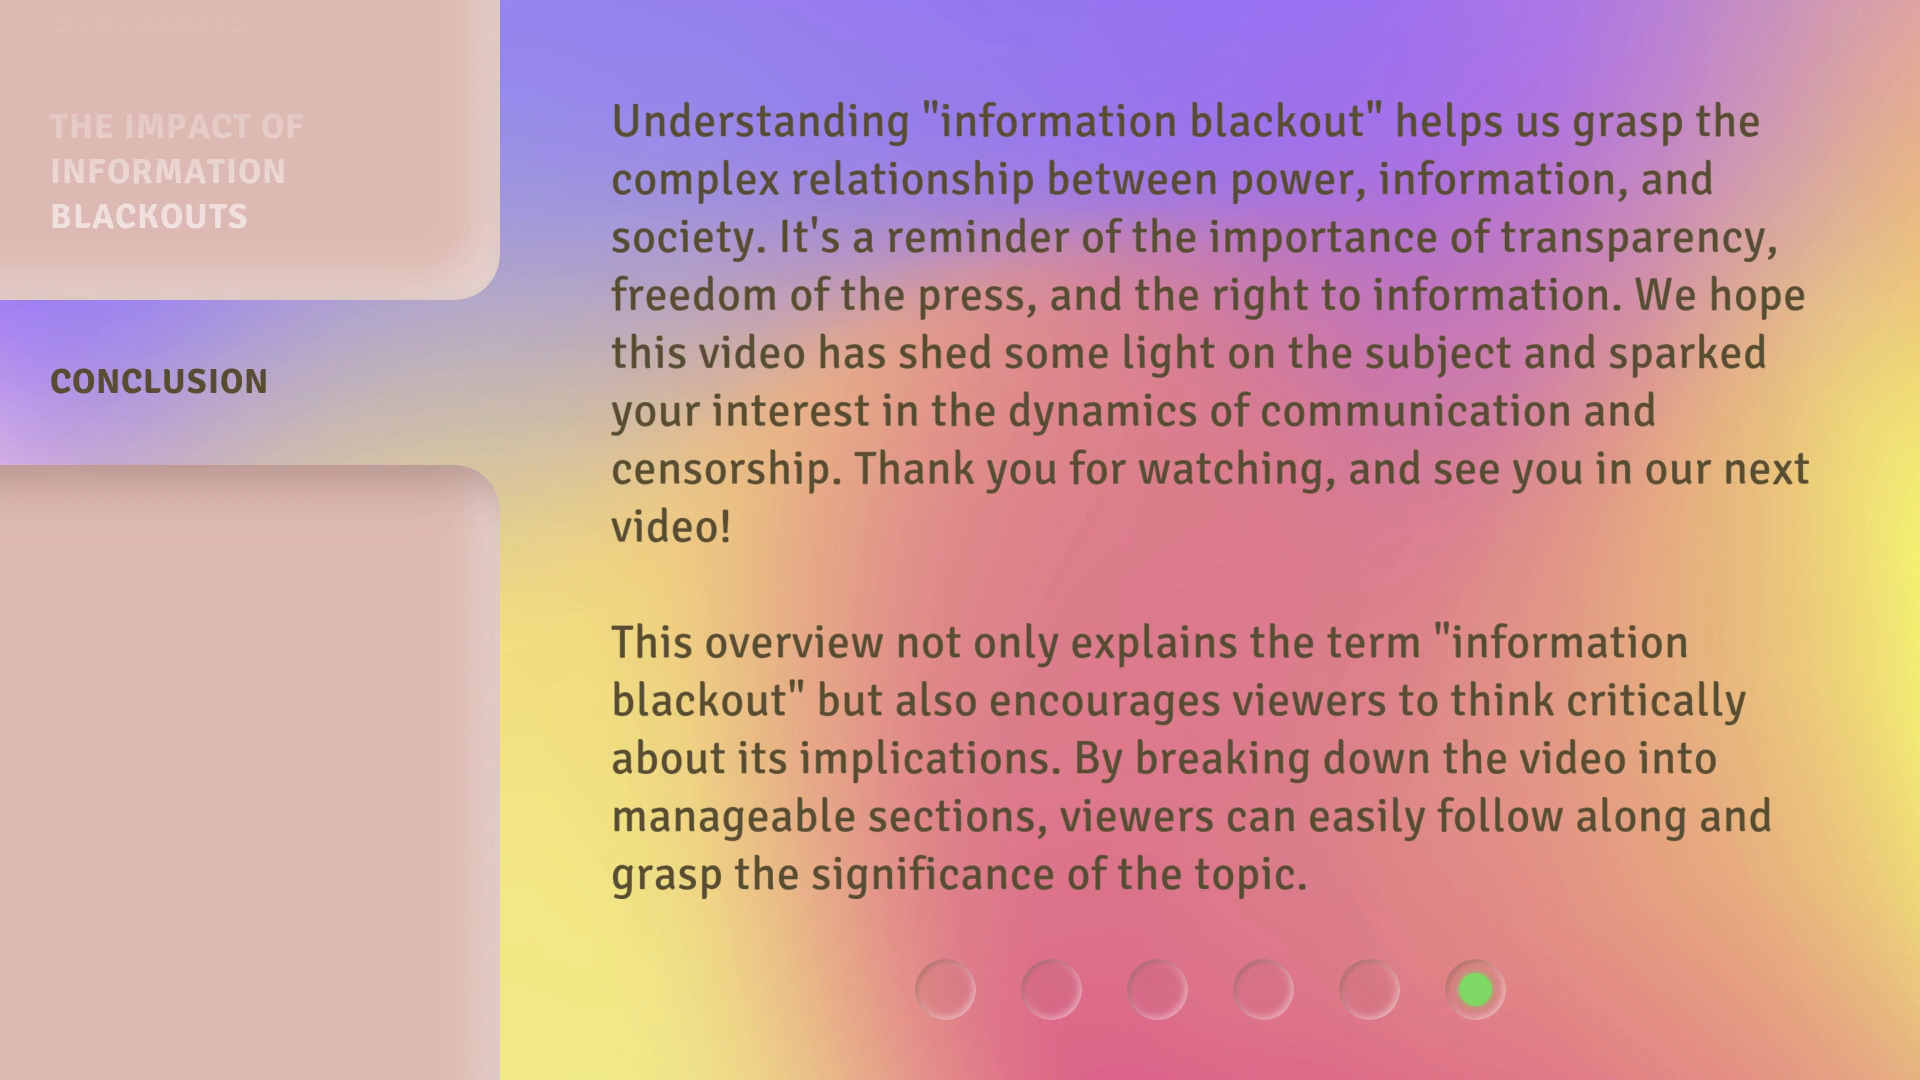 THE IMPACT OF
INFORMATION
BLACKOUTS
CONCLUSION
Understanding "information blackout" helps us grasp the
complex relationship between power, information, and
society. It's a reminder of the importance of transparency,
freedom of the press, and the right to information. We hope
this video has shed some light on the subject and sparked
your interest in the dynamics of communication and
censorship. Thank you for watching, and see you in our next
video!
This overview not only explains the term "information
blackout" but also encourages viewers to think critically
about its implications. By breaking down the video into
manageable sections, viewers can easily follow along and
grasp the significance of the topic.